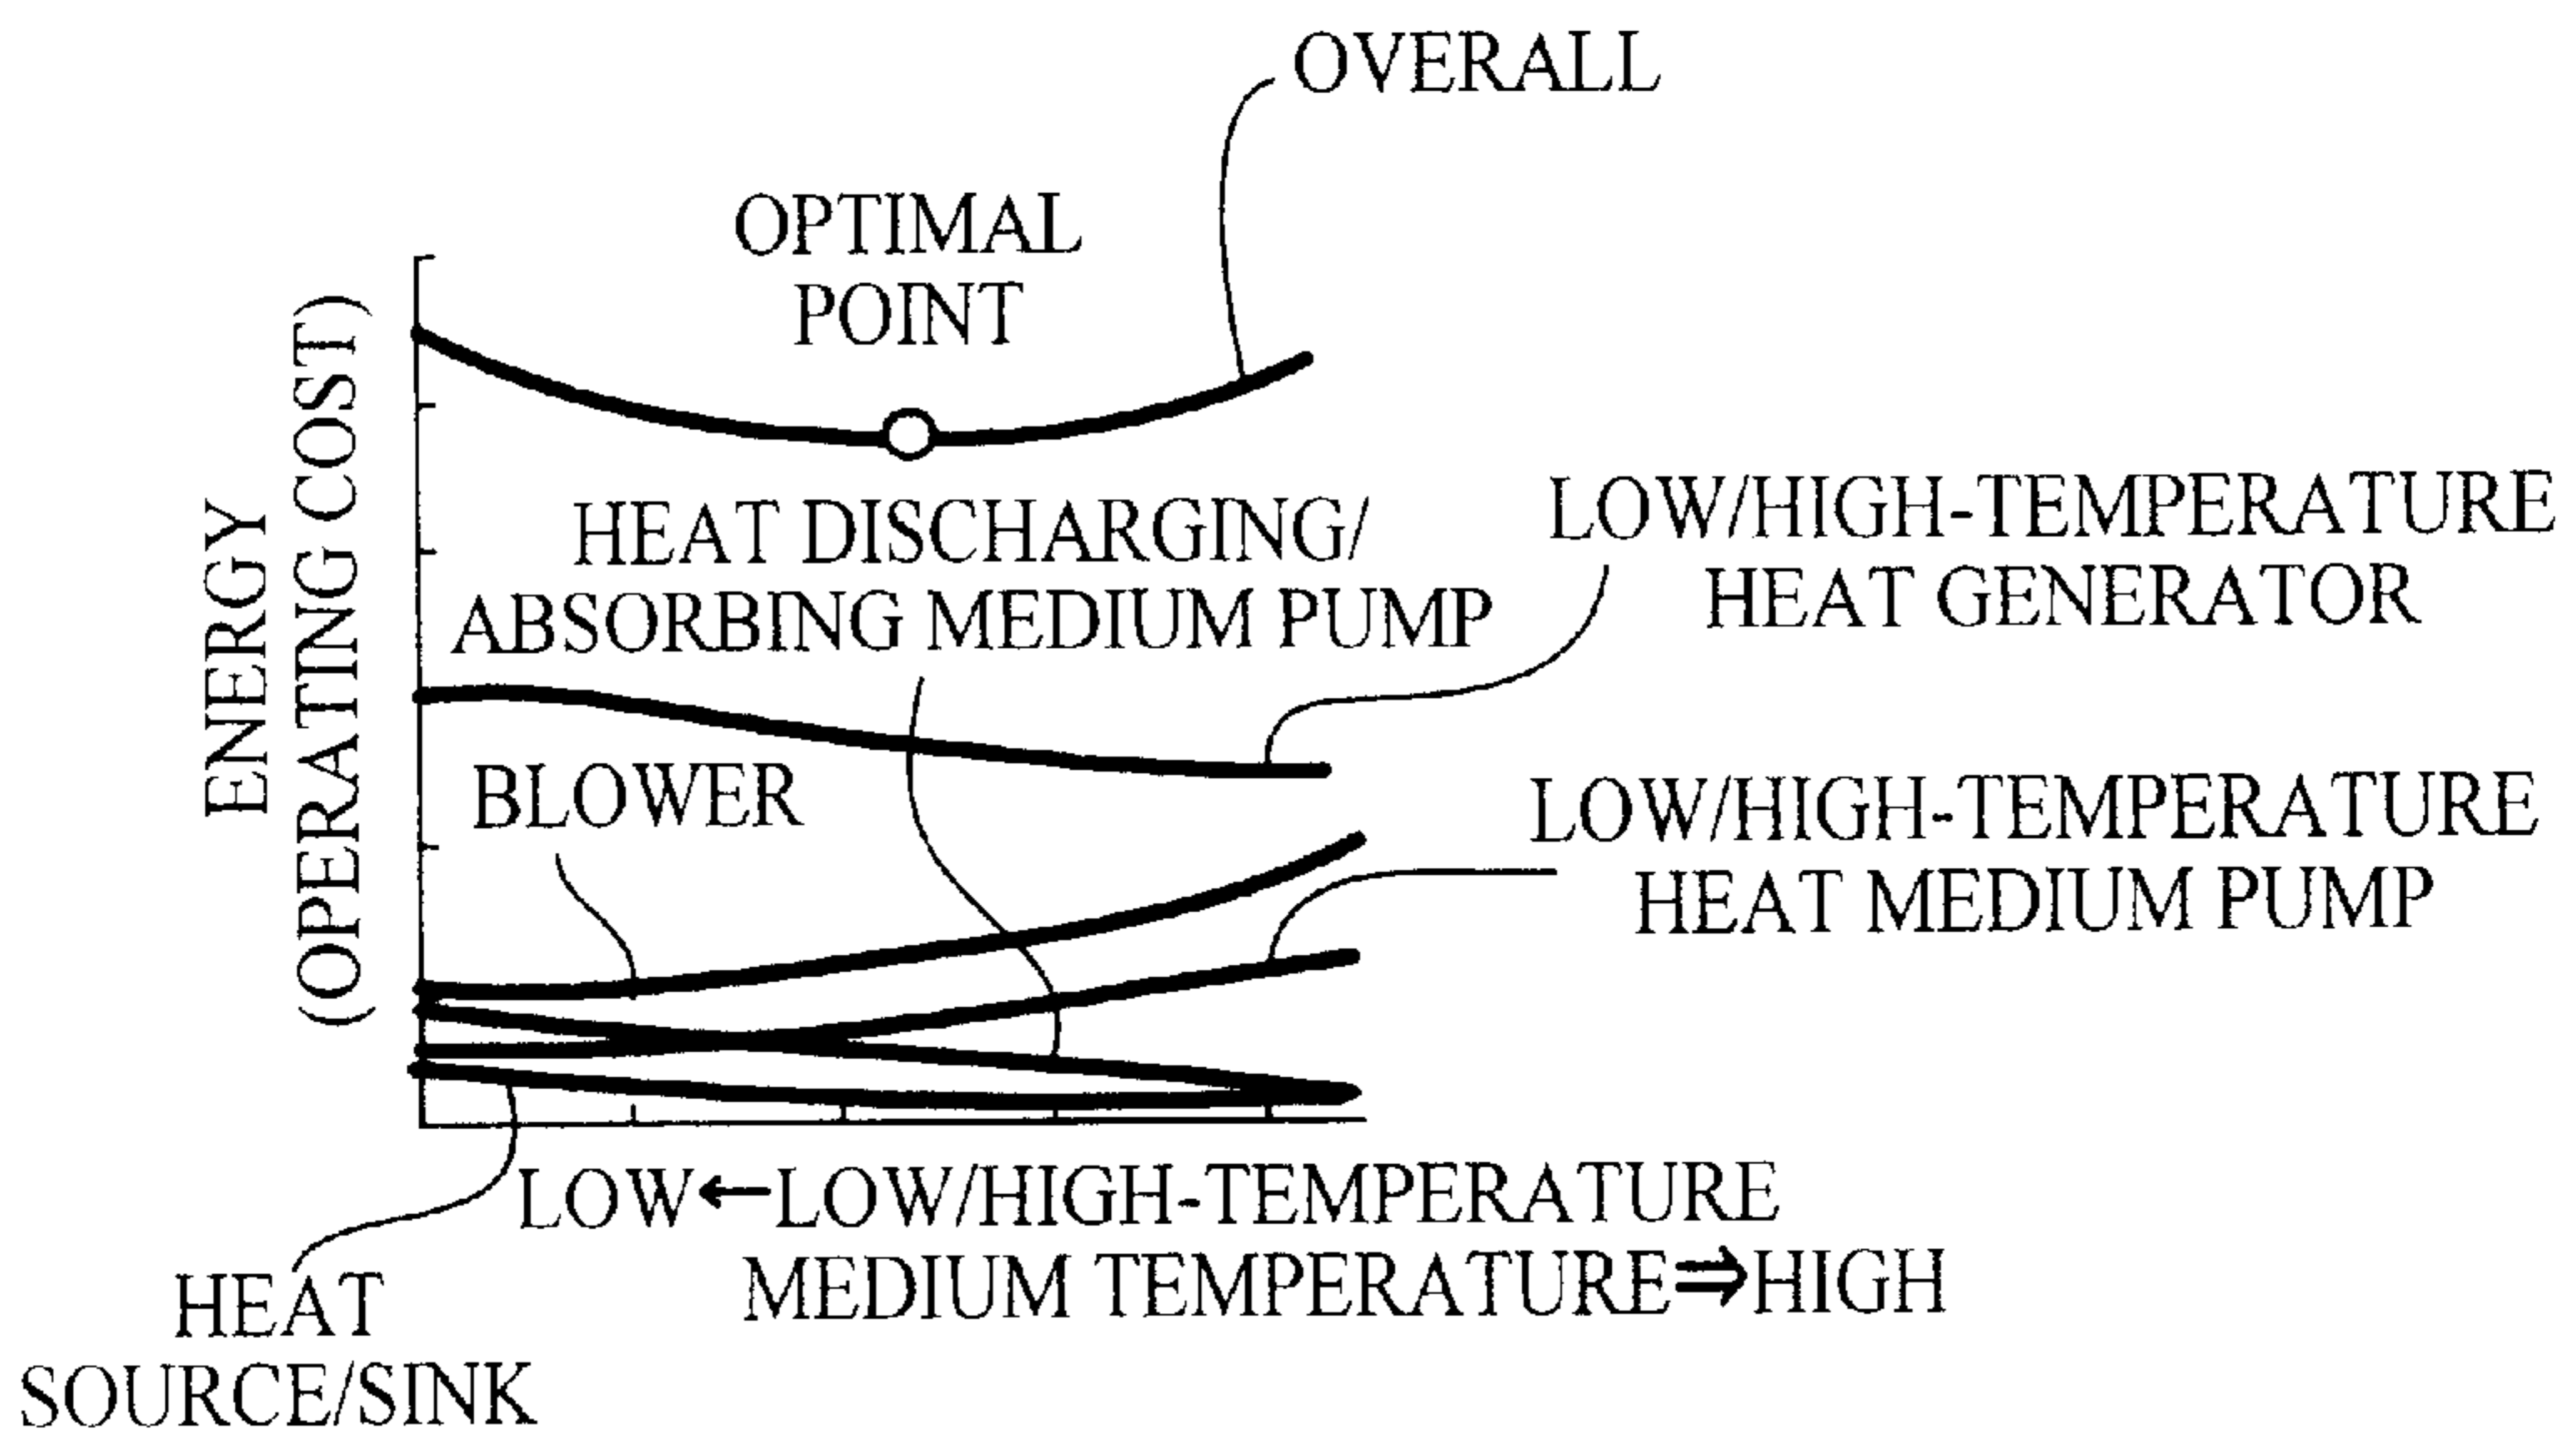 OVERALL
OPTIMAL
POINT
ENERGY
(OPERATING COST)
HEAT DISCHARGING/
ABSORBING MEDIUM PUMP
LOW/HIGH-TEMPERATURE
HEAT GENERATOR
BLOWER
LOW/HIGH-TEMPERATURE
HEAT MEDIUM PUMP
LOW←LOW/HIGH-TEMPERATURE
MEDIUM TEMPERATURE⇒HIGH
HEAT
SOURCE/SINK